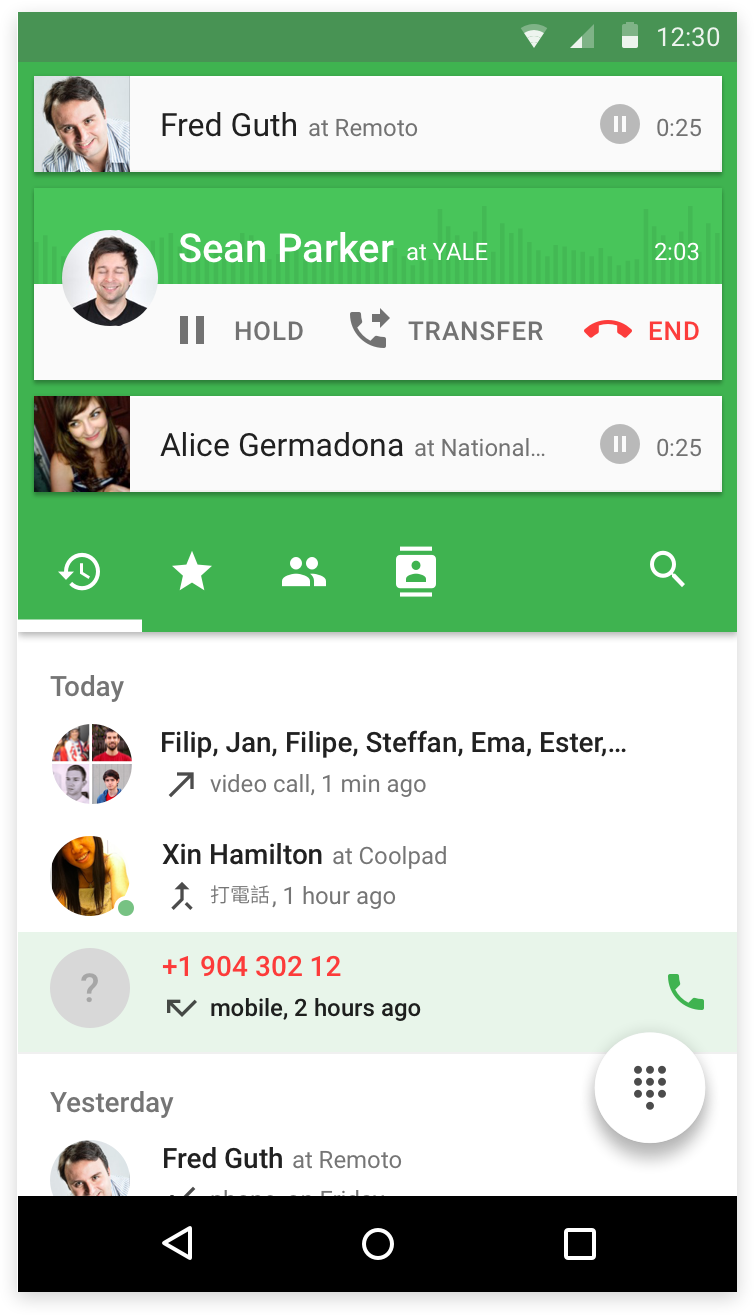 12:30
Fred Guth at Remoto 0:25
Sean Parker at YALE 2:03
HOLD TRANSFER END
Alice Germadona at National… 0:25
Today
Filip, Jan, Filipe, Steffan, Ema, Ester,…
video call, 1 min ago
Xin Hamilton at Coolpad
打電話, 1 hour ago
?
+1 904 302 12
mobile, 2 hours ago
Yesterday
Fred Guth at Remoto
phone, on Friday